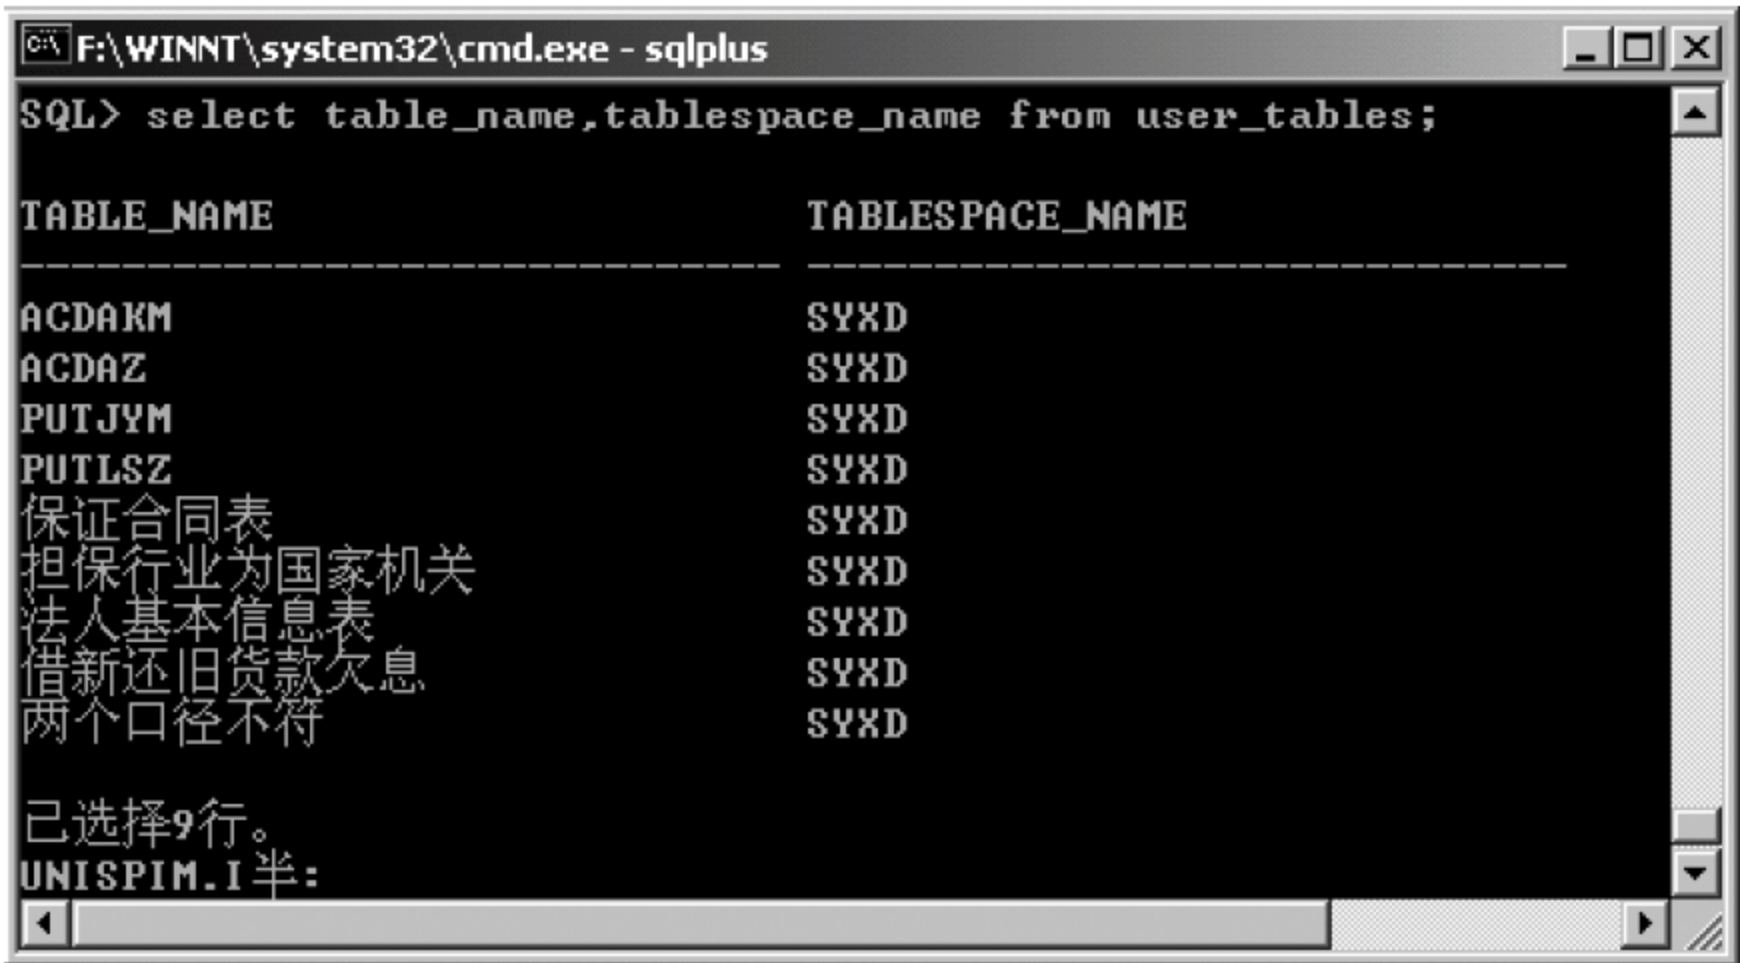 F:\WINNT\system32\cmd.exe - sqlplus
SQL> select table_name,tablespace_name from user_tables;
TABLE_NAME TABLESPACE_NAME
------------------------------ ------------------------------
ACDAKM SYXD
ACDAZ SYXD
PUTJYM SYXD
PUTLSZ SYXD
保证合同表 SYXD
担保行业为国家机关 SYXD
法人基本信息表 SYXD
借新还旧货款欠息 SYXD
两个口径不符 SYXD
已选择9行。
UNISPIM.I半: